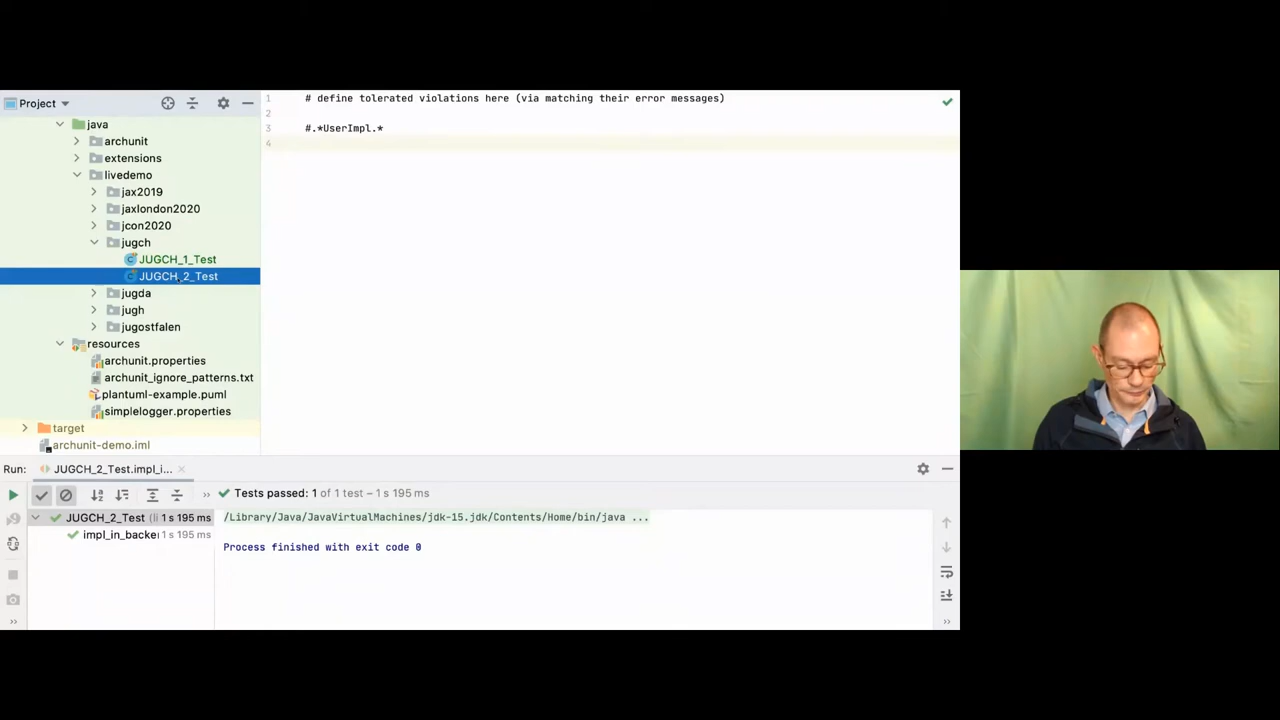 Project
java
archunit
extensions
livedemo
jax2019
jaxlondon2020
jcon2020
jugch
JUGCH_1_Test
JUGCH_2_Test
jugda
jugh
jugostfalen
resources
archunit.properties
archunit_ignore_patterns.txt
plantuml-example.puml
simplelogger.properties
target
archunit-demo.iml
1 # define tolerated violations here (via matching their error messages)
2
3 #.*UserImpl.*
4
Run: JUGCH_2_Test.impl_i...
Tests passed: 1 of 1 test – 1 s 195 ms
JUGCH_2_Test (li 1 s 195 ms
impl_in_backe 1 s 195 ms
/Library/Java/JavaVirtualMachines/jdk-15.jdk/Contents/Home/bin/java ...
Process finished with exit code 0